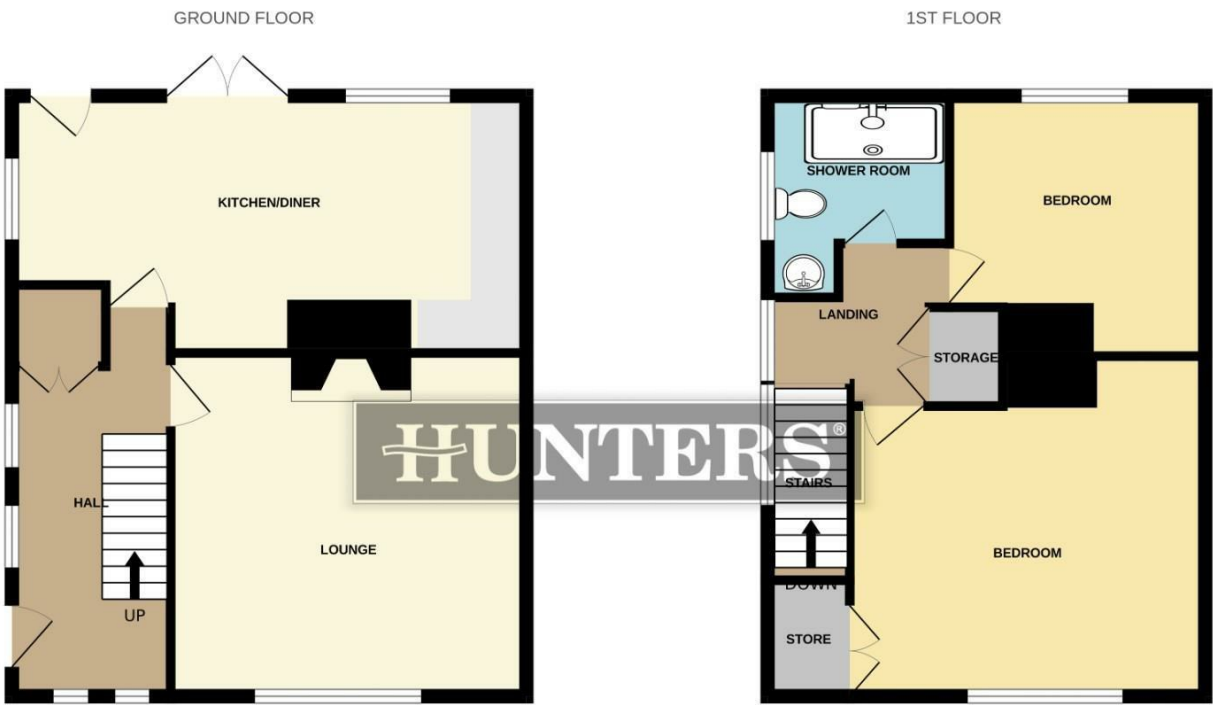 GROUND FLOOR
KITCHEN/DINER
HALL
LOUNGE
UP
1ST FLOOR
SHOWER ROOM
BEDROOM
LANDING
STORAGE
STAIRS
BEDROOM
DOWN
STORE
HUNTERS®